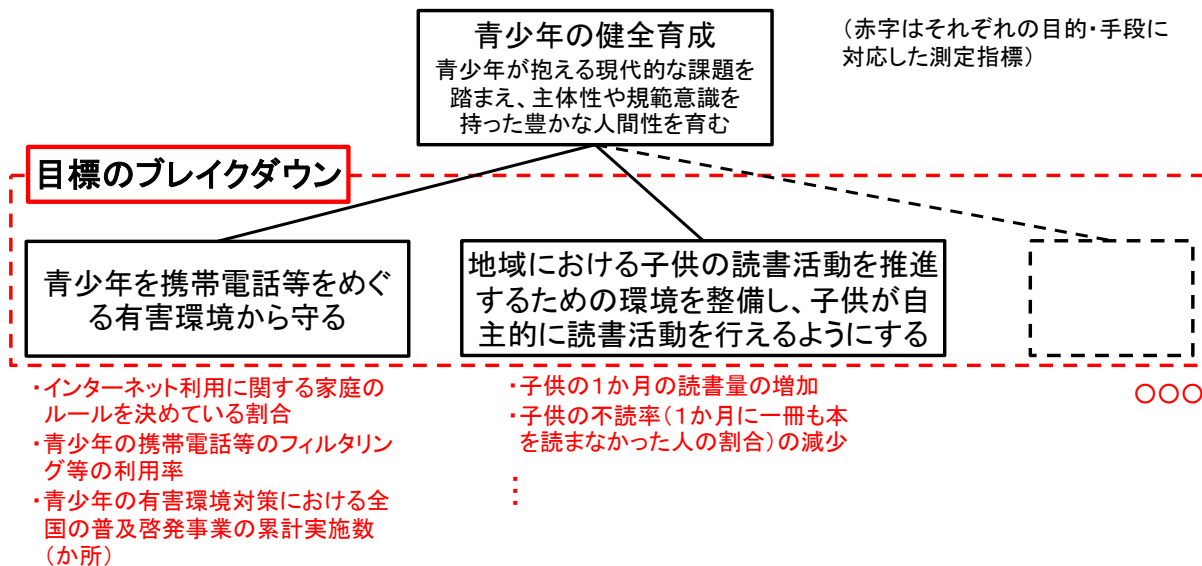 青少年の健全育成
青少年が抱える現代的な課題を
踏まえ、主体性や規範意識を
持った豊かな人間性を育む
(赤字はそれぞれの目的・手段に
対応した測定指標)
目標のブレイクダウン
青少年を携帯電話等をめぐ
る有害環境から守る
地域における子供の読書活動を推進
するための環境を整備し、子供が自
主的に読書活動を行えるようにする
・インターネット利用に関する家庭の
ルールを決めている割合
・青少年の携帯電話等のフィルタリン
グ等の利用率
・青少年の有害環境対策における全
国の普及啓発事業の累計実施数
(か所)
・子供の1か月の読書量の増加
・子供の不読率(1か月に一冊も本
を読まなかった人の割合)の減少
⋮
○○○